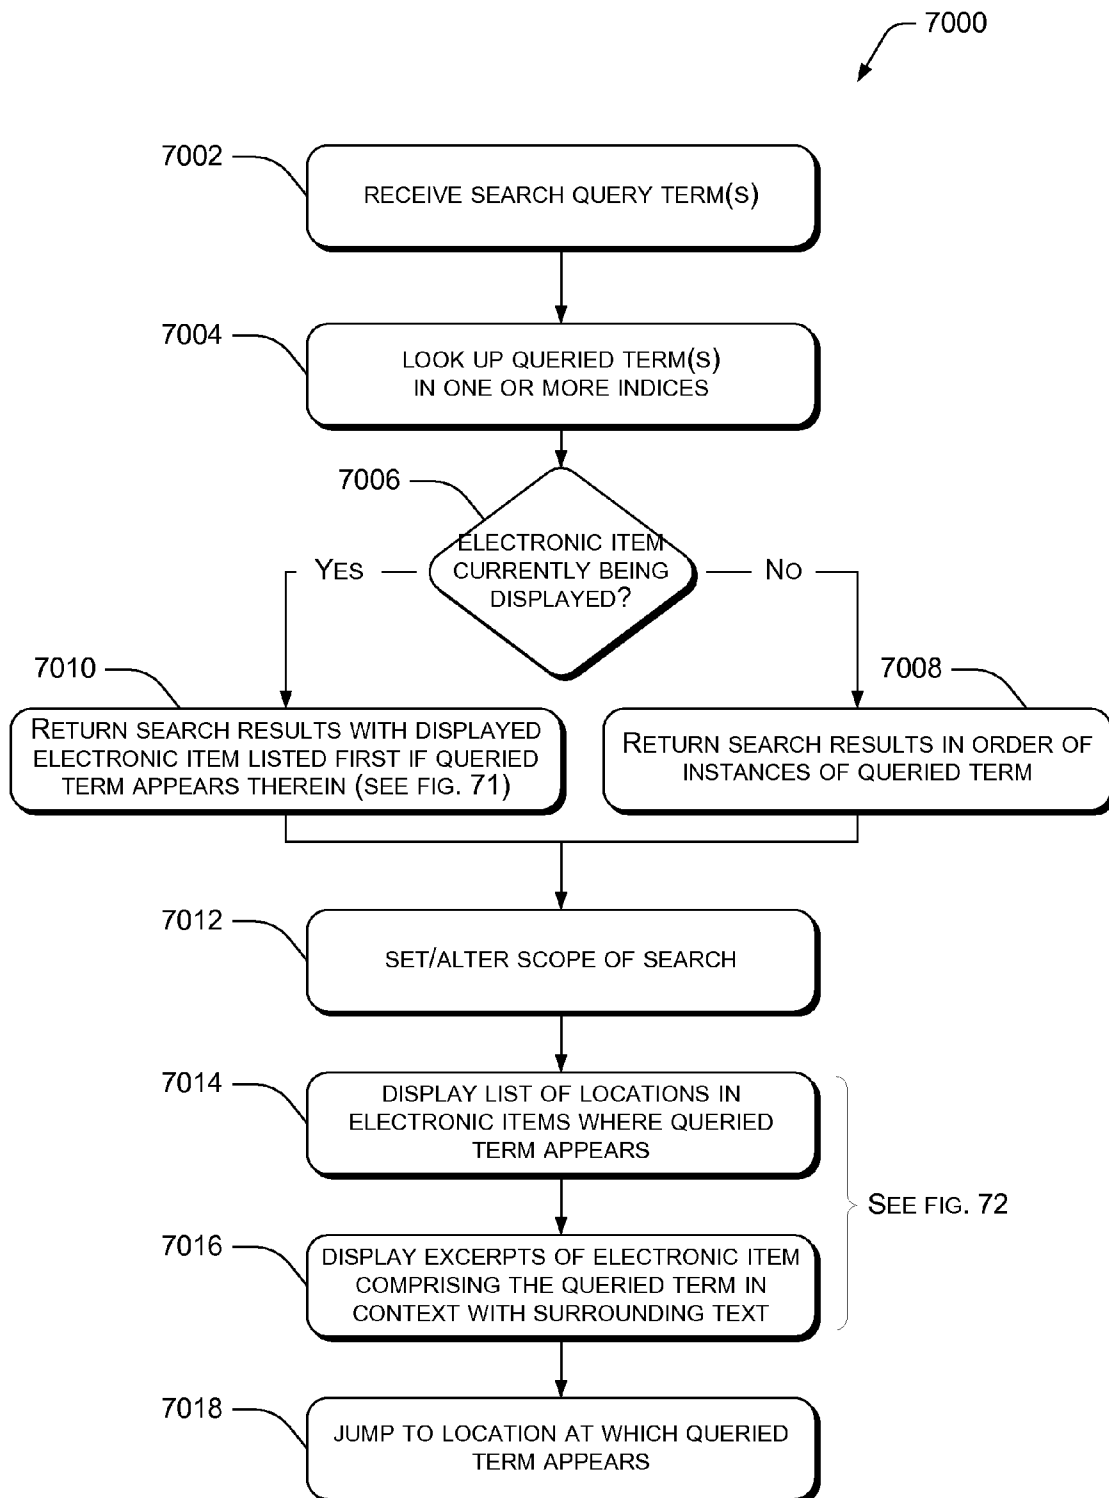 7000
7002
RECEIVE SEARCH QUERY TERM(S)
7004
LOOK UP QUERIED TERM(S)
IN ONE OR MORE INDICES
7006
ELECTRONIC ITEM
CURRENTLY BEING
DISPLAYED?
YES
NO
7010
RETURN SEARCH RESULTS WITH DISPLAYED
ELECTRONIC ITEM LISTED FIRST IF QUERIED
TERM APPEARS THEREIN (SEE FIG. 71)
7008
RETURN SEARCH RESULTS IN ORDER OF
INSTANCES OF QUERIED TERM
7012
SET/ALTER SCOPE OF SEARCH
7014
DISPLAY LIST OF LOCATIONS IN
ELECTRONIC ITEMS WHERE QUERIED
TERM APPEARS
SEE FIG. 72
7016
DISPLAY EXCERPTS OF ELECTRONIC ITEM
COMPRISING THE QUERIED TERM IN
CONTEXT WITH SURROUNDING TEXT
7018
JUMP TO LOCATION AT WHICH QUERIED
TERM APPEARS